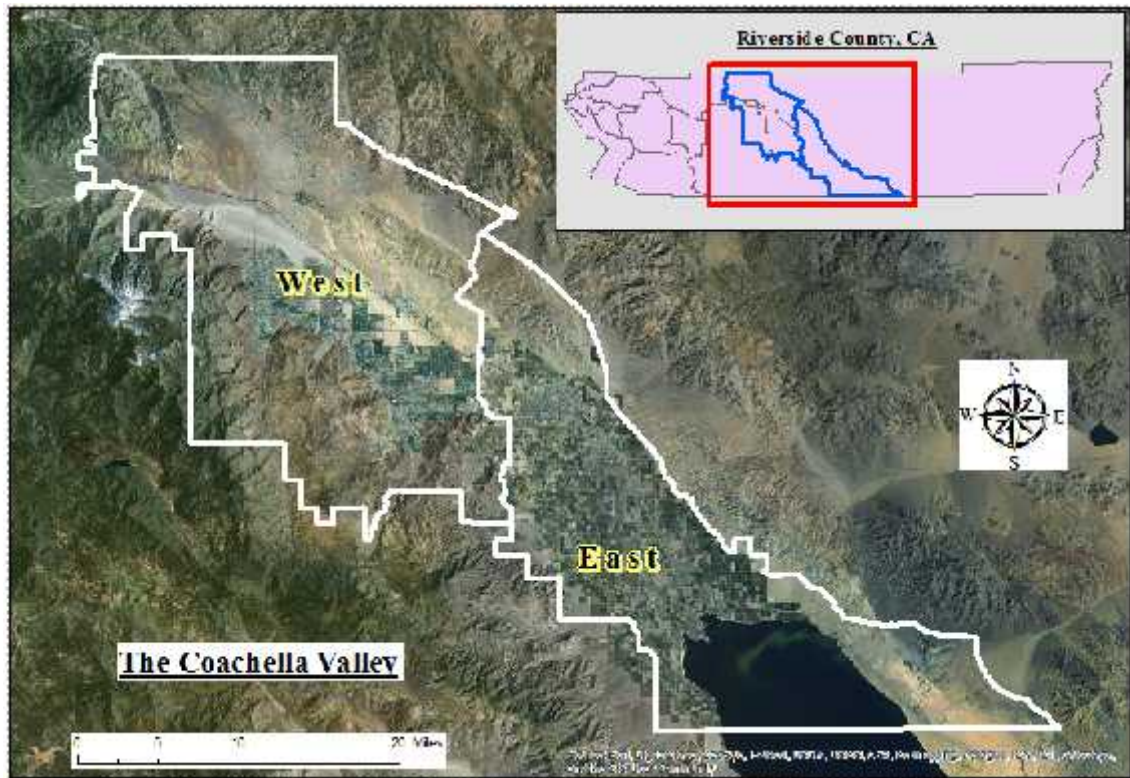 Riverside County, CA
West
N
W E
S
East
The Coachella Valley
0 5 10 20 Miles